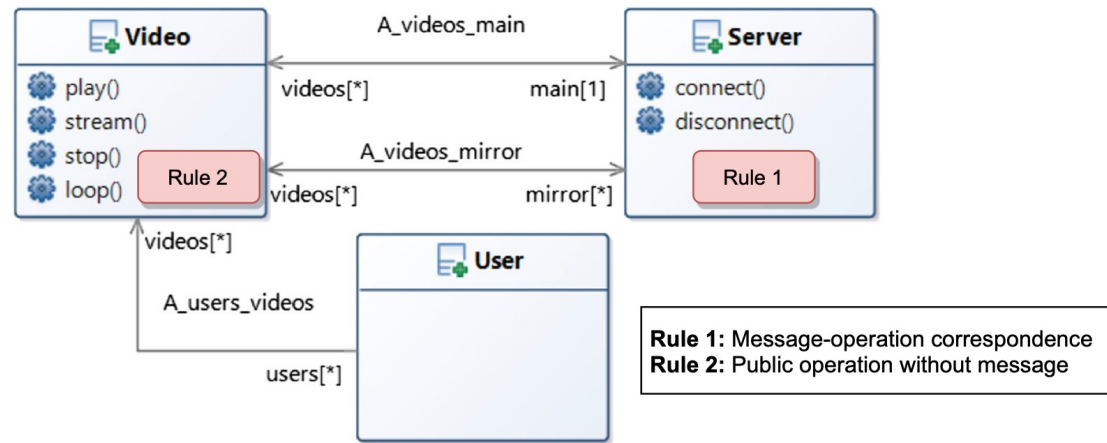 Video
play()
stream()
stop()
loop()
Rule 2
A_videos_main
videos[*]
main[1]
A_videos_mirror
videos[*]
mirror[*]
Server
connect()
disconnect()
Rule 1
videos[*]
A_users_videos
users[*]
User
Rule 1: Message-operation correspondence
Rule 2: Public operation without message